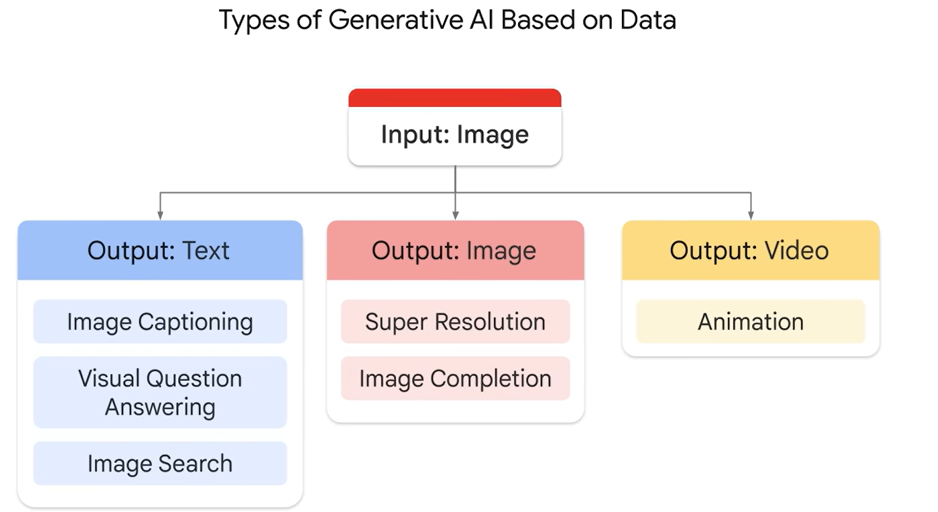 Types of Generative AI Based on Data
Input: Image
Output: Text
Image Captioning
Visual Question
Answering
Image Search
Output: Image
Super Resolution
Image Completion
Output: Video
Animation